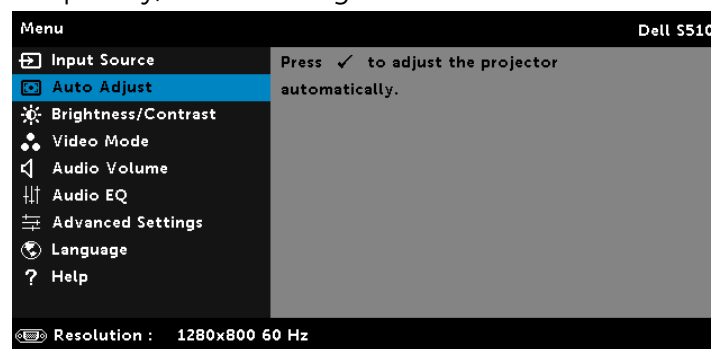 Menu
Dell S510
Input Source
Auto Adjust
Brightness/Contrast
Video Mode
Audio Volume
Audio EQ
Advanced Settings
Language
? Help
Press ✓ to adjust the projector
automatically.
Resolution : 1280x800 60 Hz